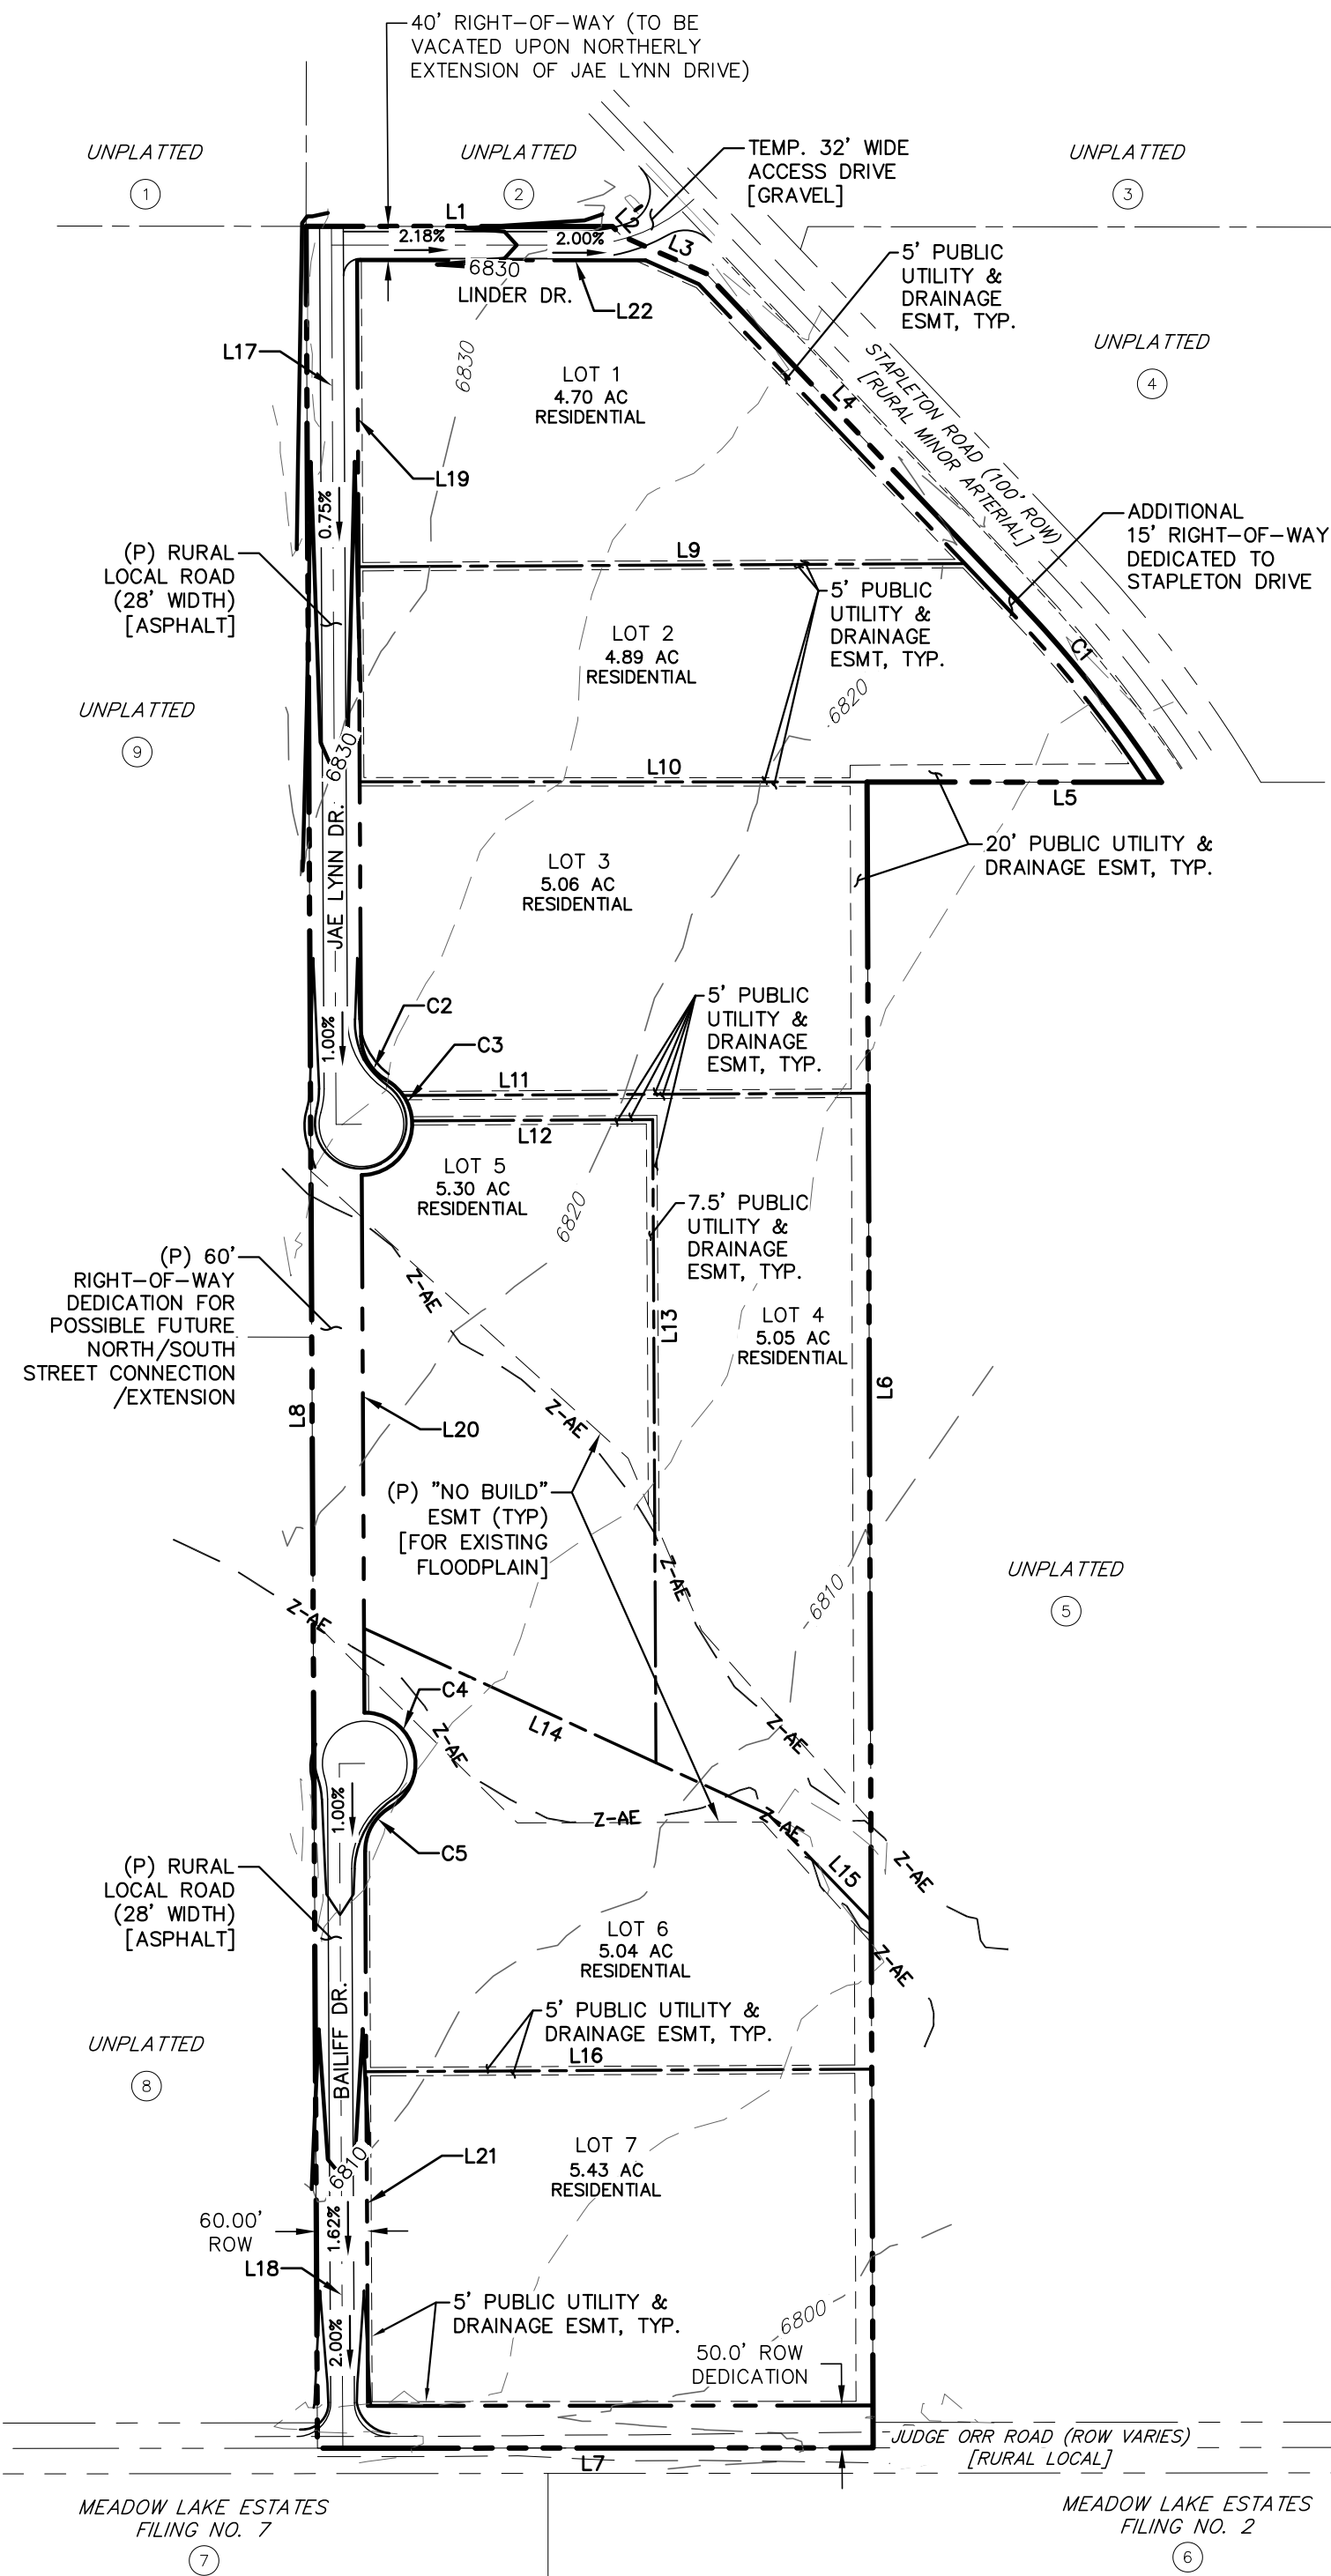 40' RIGHT-OF-WAY (TO BE
VACATED UPON NORTHERLY
EXTENSION OF JAE LYNN DRIVE)
UNPLATTED
1
UNPLATTED
2
TEMP. 32' WIDE
ACCESS DRIVE
[GRAVEL]
UNPLATTED
3
L1
L2
L3
2.18%
2.00%
6830
LINDER DR.
L22
5' PUBLIC
UTILITY &
DRAINAGE
ESMT, TYP.
UNPLATTED
4
L17
6830
LOT 1
4.70 AC
RESIDENTIAL
L4
STAPLETON ROAD (100' ROW)
[RURAL MINOR ARTERIAL]
L19
0.75%
ADDITIONAL
15' RIGHT-OF-WAY
DEDICATED TO
STAPLETON DRIVE
(P) RURAL
LOCAL ROAD
(28' WIDTH)
[ASPHALT]
L9
5' PUBLIC
UTILITY &
DRAINAGE
ESMT, TYP.
LOT 2
4.89 AC
RESIDENTIAL
C1
6820
UNPLATTED
9
6830
L10
L5
JAE LYNN DR.
20' PUBLIC UTILITY &
DRAINAGE ESMT, TYP.
LOT 3
5.06 AC
RESIDENTIAL
C2
1.00%
C3
5' PUBLIC
UTILITY &
DRAINAGE
ESMT, TYP.
L11
L12
LOT 5
5.30 AC
RESIDENTIAL
6820
7.5' PUBLIC
UTILITY &
DRAINAGE
ESMT, TYP.
(P) 60'
RIGHT-OF-WAY
DEDICATION FOR
POSSIBLE FUTURE
NORTH/SOUTH
STREET CONNECTION
/EXTENSION
Z-AE
L13
LOT 4
5.05 AC
RESIDENTIAL
L6
L8
L20
Z-AE
(P) "NO BUILD"
ESMT (TYP)
[FOR EXISTING
FLOODPLAIN]
Z-AE
6810
UNPLATTED
5
Z-AE
C4
L14
Z-AE
Z-AE
1.00%
Z-AE
Z-AE
C5
L15
Z-AE
(P) RURAL
LOCAL ROAD
(28' WIDTH)
[ASPHALT]
LOT 6
5.04 AC
RESIDENTIAL
Z-AE
BAILIFF DR.
5' PUBLIC UTILITY &
DRAINAGE ESMT, TYP.
L16
UNPLATTED
8
6810
L21
LOT 7
5.43 AC
RESIDENTIAL
60.00'
ROW
1.62%
L18
2.00%
5' PUBLIC UTILITY &
DRAINAGE ESMT, TYP.
6800
50.0' ROW
DEDICATION
JUDGE ORR ROAD (ROW VARIES)
[RURAL LOCAL]
L7
MEADOW LAKE ESTATES
FILING NO. 7
7
MEADOW LAKE ESTATES
FILING NO. 2
6